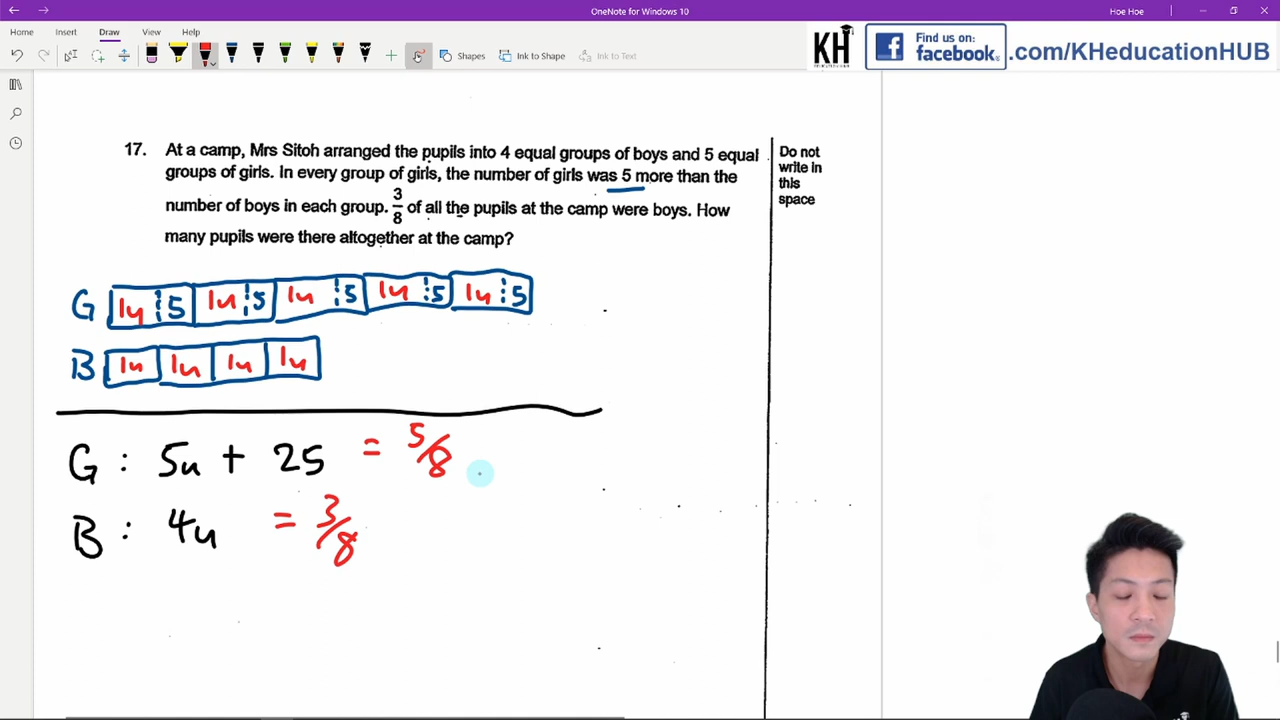 OneNote for Windows 10
Hoe Hoe
Home Insert Draw View Help
Shapes Ink to Shape Ink to Text
KH
Find us on:
facebook® .com/KHeducationHUB
17. At a camp, Mrs Sitoh arranged the pupils into 4 equal groups of boys and 5 equal
groups of girls. In every group of girls, the number of girls was 5 more than the
number of boys in each group. 3/8 of all the pupils at the camp were boys. How
many pupils were there altogether at the camp?
Do not
write in
this
space
G 1u 5 1u 5 1u 5 1u 5 1u 5
B 1u 1u 1u 1u
G : 5u + 25 = 5/8
B : 4u = 3/8